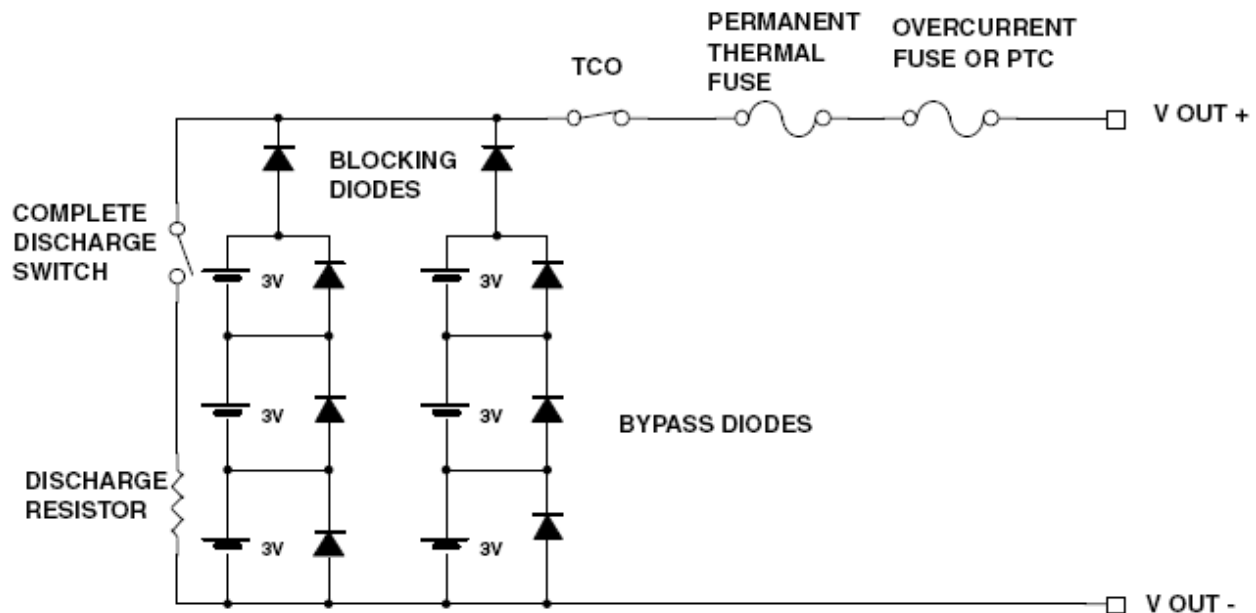 PERMANENT
THERMAL
FUSE
OVERCURRENT
FUSE OR PTC
TCO
V OUT +
BLOCKING
DIODES
COMPLETE
DISCHARGE
SWITCH
3V
3V
3V
3V
BYPASS DIODES
DISCHARGE
RESISTOR
3V
3V
V OUT -